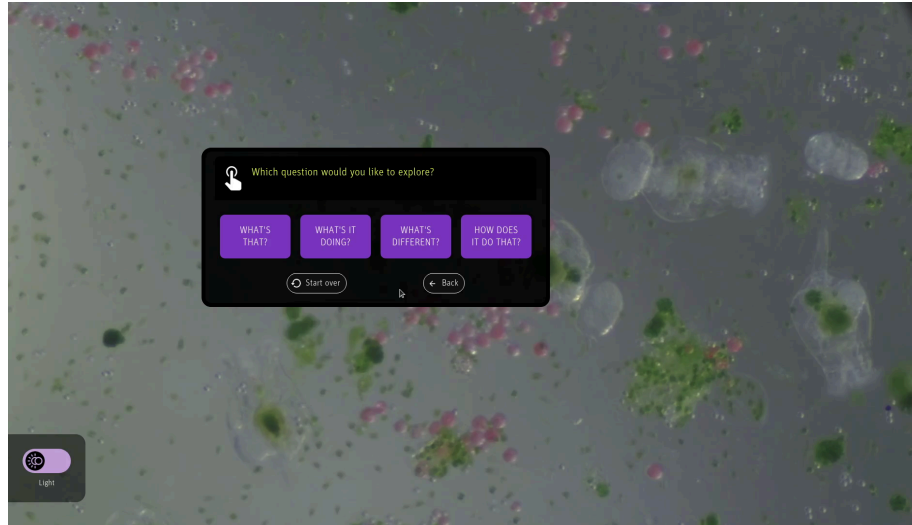 Which question would you like to explore?
WHAT'S
THAT?
WHAT'S IT
DOING?
WHAT'S
DIFFERENT?
HOW DOES
IT DO THAT?
Start over
Back
Light